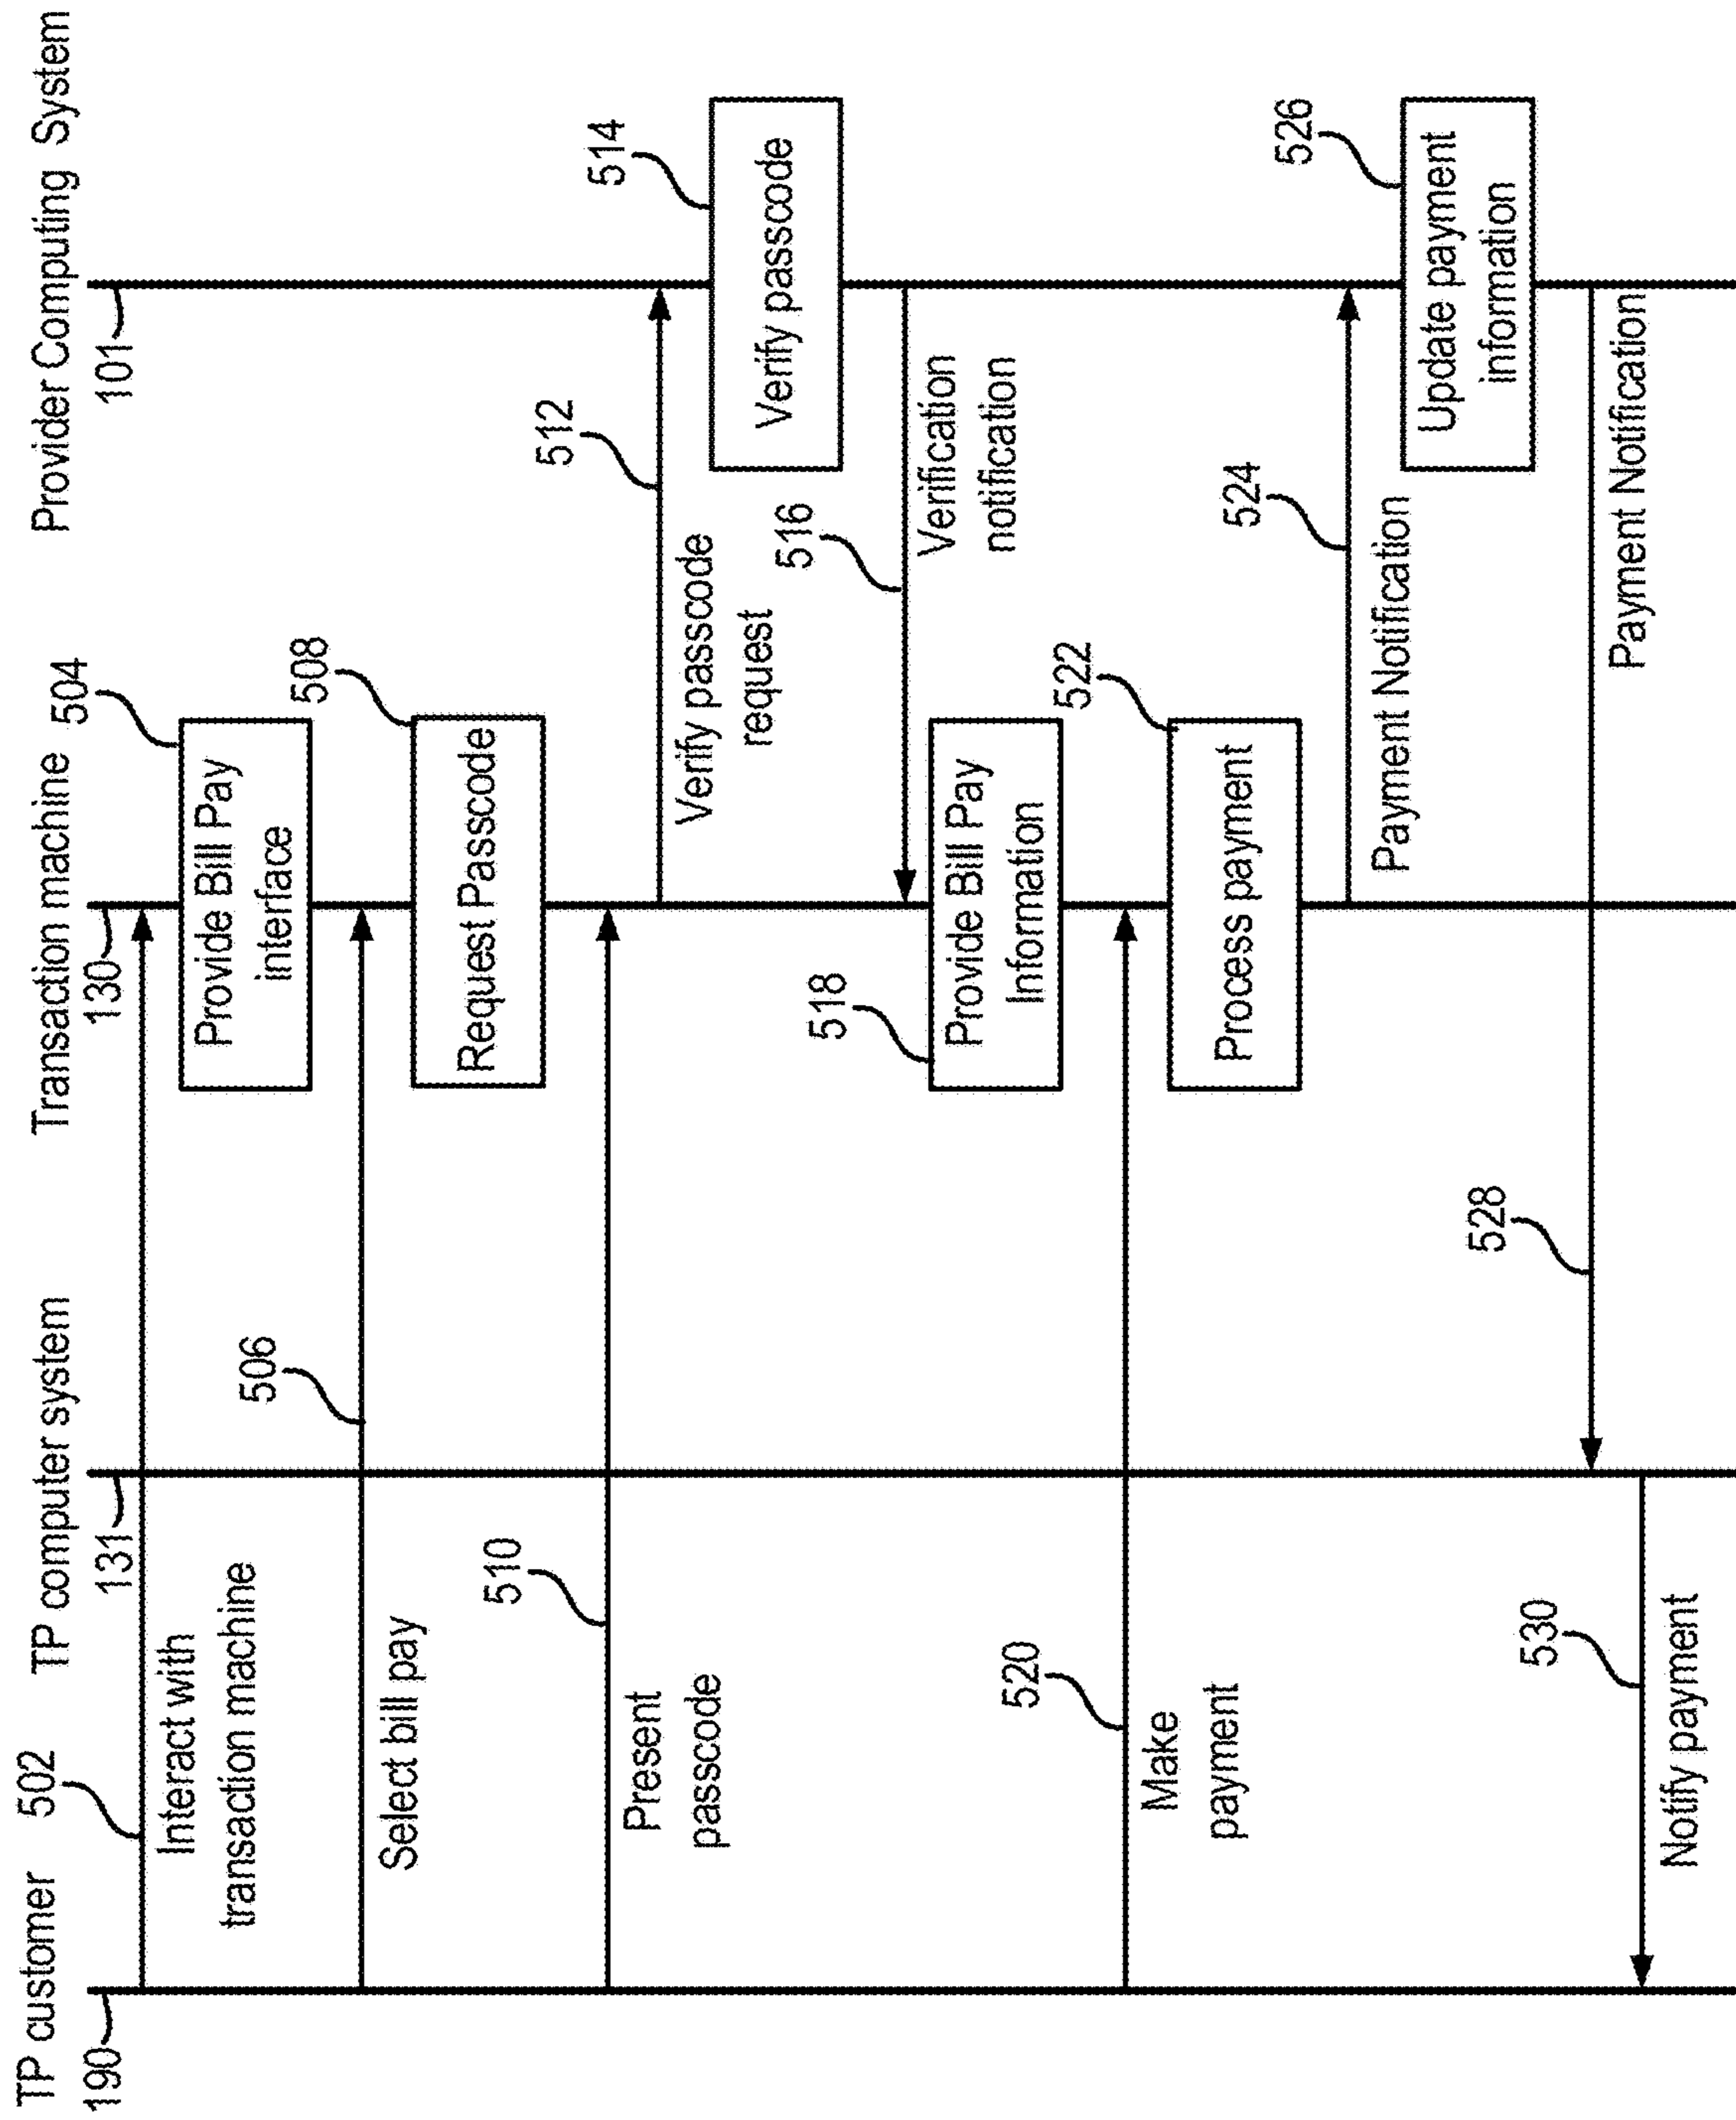 TP customer
TP computer system
Transaction machine
Provider Computing System
190
131
130
101
502
Interact with
transaction machine
504
Provide Bill Pay
interface
506
Select bill pay
508
Request Passcode
510
Present
passcode
512
Verify passcode
request
514
Verify passcode
516
Verification
notification
518
Provide Bill Pay
Information
520
Make
payment
522
Process payment
524
Payment Notification
526
Update payment
information
528
Payment Notification
530
Notify payment